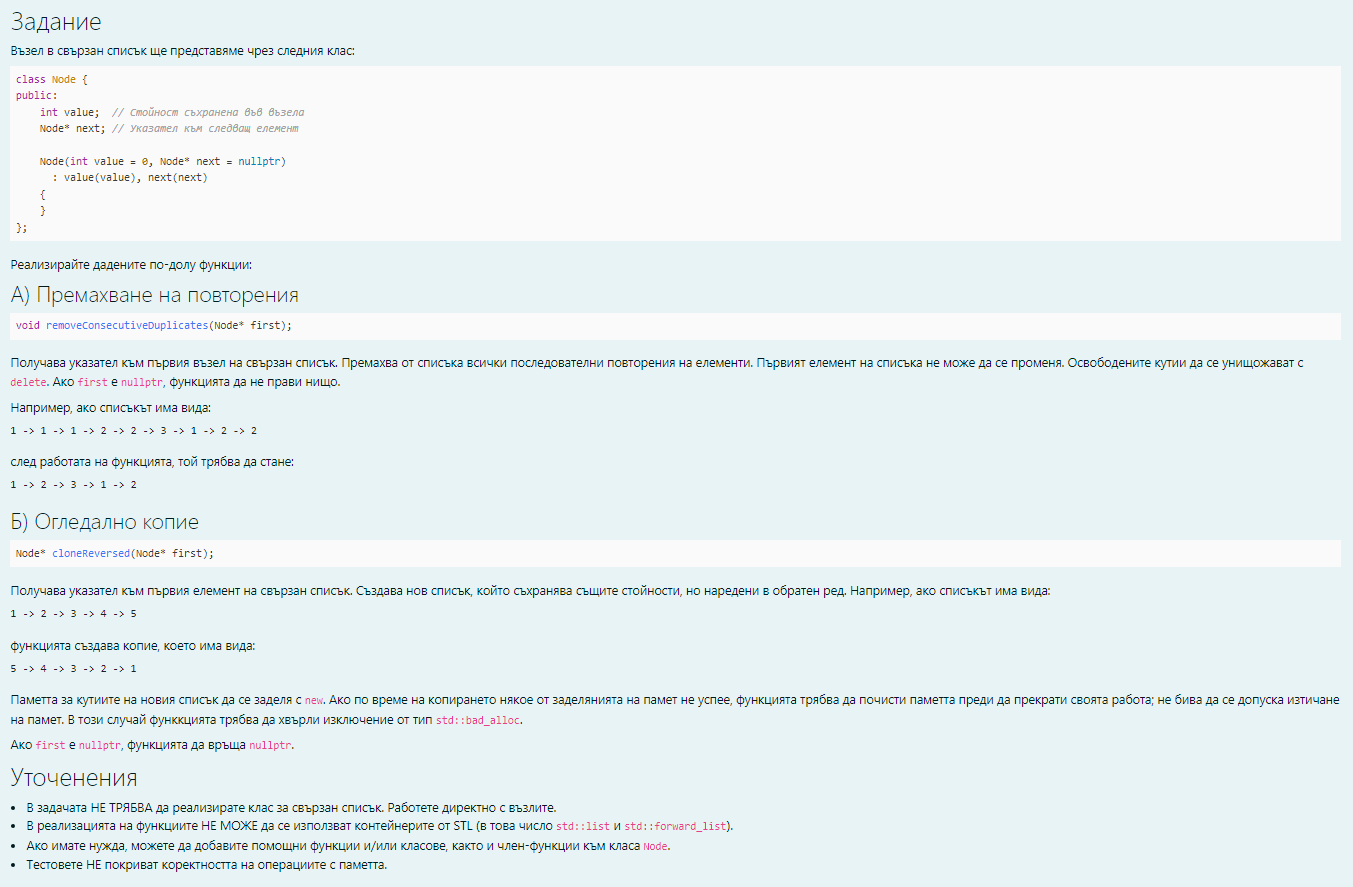 Задание
Възел в свързан списък ще представяме чрез следния клас:
class Node {
public:
    int value;  // Стойност съхранена във възела
    Node* next; // Указател към следващ елемент
    Node(int value = 0, Node* next = nullptr)
      : value(value), next(next)
    {
    }
};
Реализирайте дадените по-долу функции:
А) Премахване на повторения
void removeConsecutiveDuplicates(Node* first);
Получава указател към първия възел на свързан списък. Премахва от списъка всички последователни повторения на елементи. Първият елемент на списъка не може да се променя. Освободените кутии да се унищожават с
delete. Ако first е nullptr, функцията да не прави нищо.
Например, ако списъкът има вида:
1 -> 1 -> 1 -> 2 -> 2 -> 3 -> 1 -> 2 -> 2
след работата на функцията, той трябва да стане:
1 -> 2 -> 3 -> 1 -> 2
Б) Огледално копие
Node* cloneReversed(Node* first);
Получава указател към първия елемент на свързан списък. Създава нов списък, който съхранява същите стойности, но наредени в обратен ред. Например, ако списъкът има вида:
1 -> 2 -> 3 -> 4 -> 5
функцията създава копие, което има вида:
5 -> 4 -> 3 -> 2 -> 1
Паметта за кутиите на новия списък да се заделя с new. Ако по време на копирането някое от заделянията на памет не успее, функцията трябва да почисти паметта преди да прекрати своята работа; не бива да се допуска изтичане
на памет. В този случай функкцията трябва да хвърли изключение от тип std::bad_alloc.
Ако first е nullptr, функцията да връща nullptr.
Уточенения
• В задачата НЕ ТРЯБВА да реализирате клас за свързан списък. Работете директно с възлите.
• В реализацията на функциите НЕ МОЖЕ да се използват контейнерите от STL (в това число std::list и std::forward_list).
• Ако имате нужда, можете да добавите помощни функции и/или класове, както и член-функции към класа Node.
• Тестовете НЕ покриват коректността на операциите с паметта.